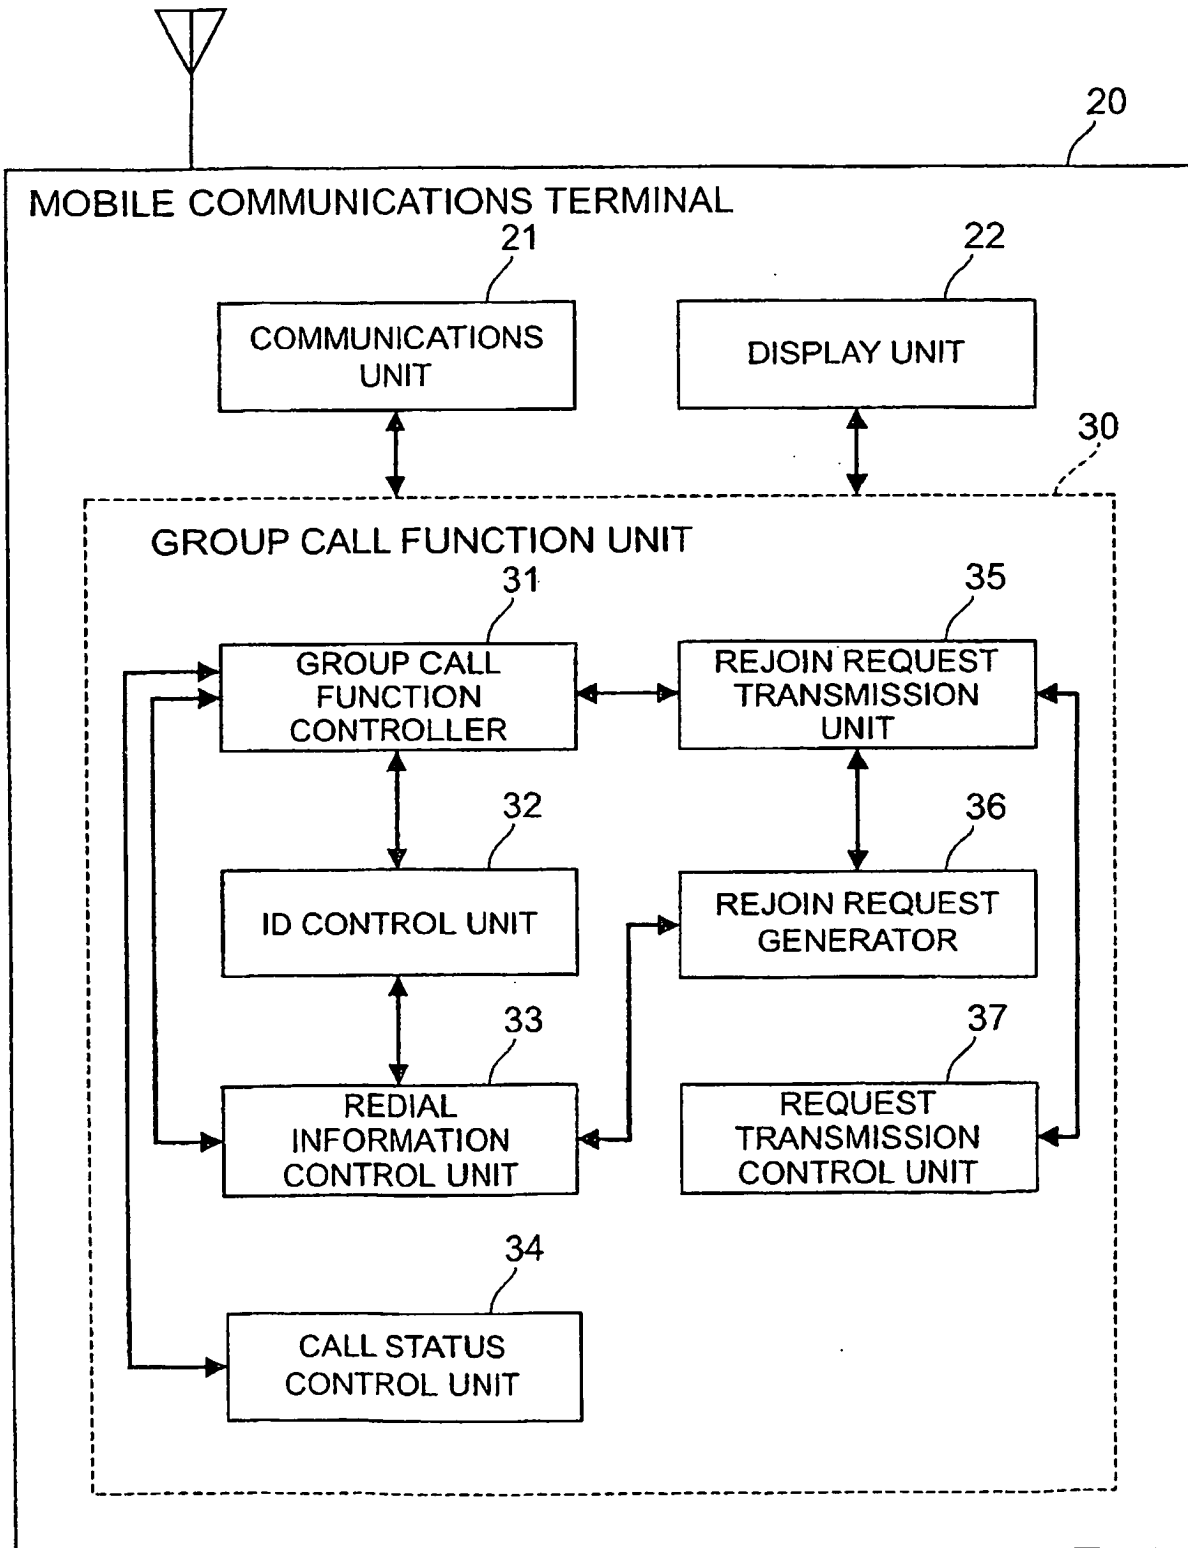 20
MOBILE COMMUNICATIONS TERMINAL
21
22
COMMUNICATIONS
UNIT
DISPLAY UNIT
30
GROUP CALL FUNCTION UNIT
31
35
GROUP CALL
FUNCTION
CONTROLLER
REJOIN REQUEST
TRANSMISSION
UNIT
32
36
ID CONTROL UNIT
REJOIN REQUEST
GENERATOR
33
37
REDIAL
INFORMATION
CONTROL UNIT
REQUEST
TRANSMISSION
CONTROL UNIT
34
CALL STATUS
CONTROL UNIT